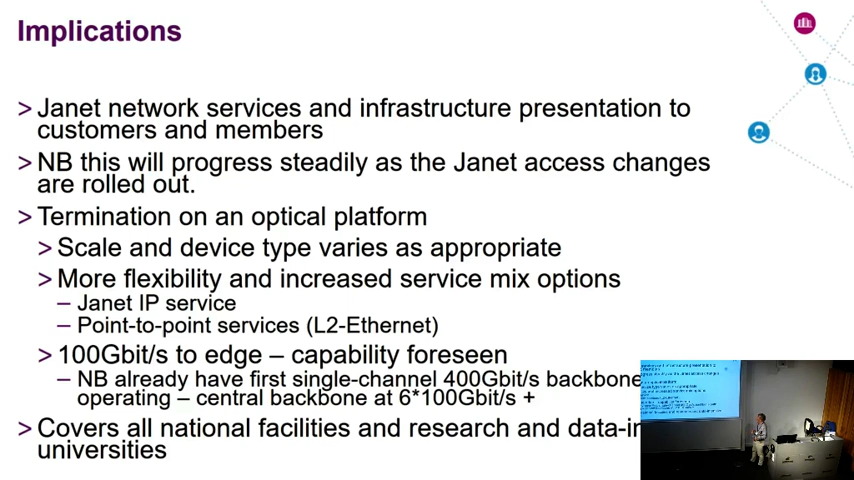 Implications
> Janet network services and infrastructure presentation to
customers and members
> NB this will progress steadily as the Janet access changes
are rolled out.
> Termination on an optical platform
> Scale and device type varies as appropriate
> More flexibility and increased service mix options
– Janet IP service
– Point-to-point services (L2-Ethernet)
> 100Gbit/s to edge – capability foreseen
– NB already have first single-channel 400Gbit/s backbone
operating – central backbone at 6*100Gbit/s +
> Covers all national facilities and research and
universities